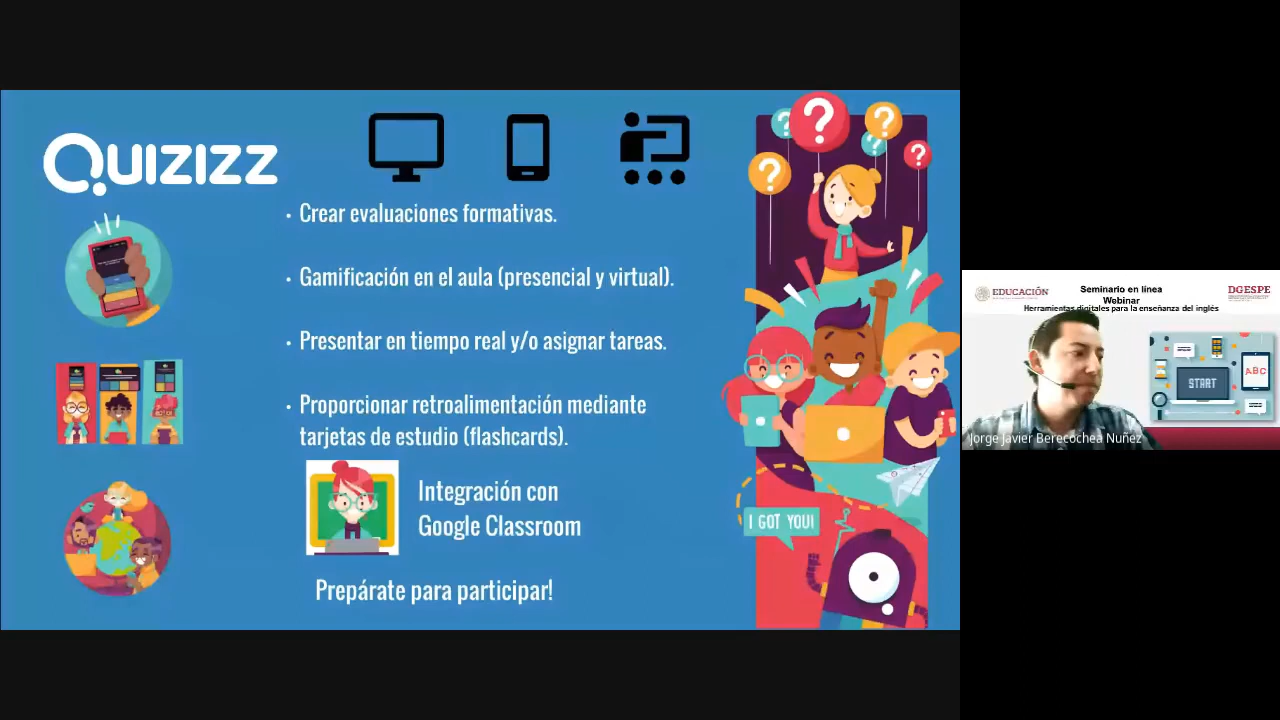 QUIZIZZ
• Crear evaluaciones formativas.
• Gamificación en el aula (presencial y virtual).
• Presentar en tiempo real y/o asignar tareas.
• Proporcionar retroalimentación mediante
tarjetas de estudio (flashcards).
Integración con
Google Classroom
Prepárate para participar!
? ? ? ? ? ?
I GOT YOU!
EDUCACIÓN
Seminario en línea
Webinar
DGESPE
Herramientas digitales para la enseñanza del inglés
START
ABC
Jorge Javier Berecochea Nuñez